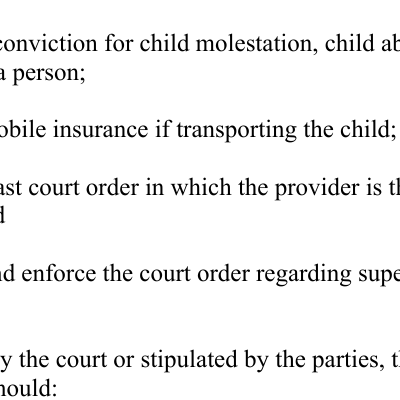 conviction for child molestation, child ab
a person;
obile insurance if transporting the child;
ast court order in which the provider is th
d
nd enforce the court order regarding supe
y the court or stipulated by the parties, t
hould: